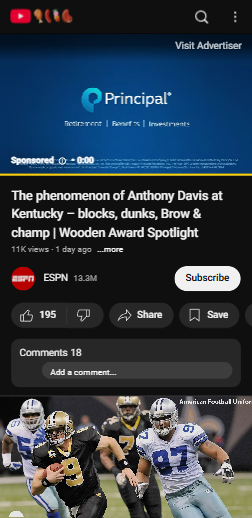 Visit Advertiser
Principal®
Retirement | Benefits | Investments
Sponsored · 0:00
The phenomenon of Anthony Davis at
Kentucky – blocks, dunks, Brow &
champ | Wooden Award Spotlight
11K views · 1 day ago ...more
ESPN
ESPN 13.3M
Subscribe
195
Share
Save
Comments 18
Add a comment...
American Football Unifor
9
7
97